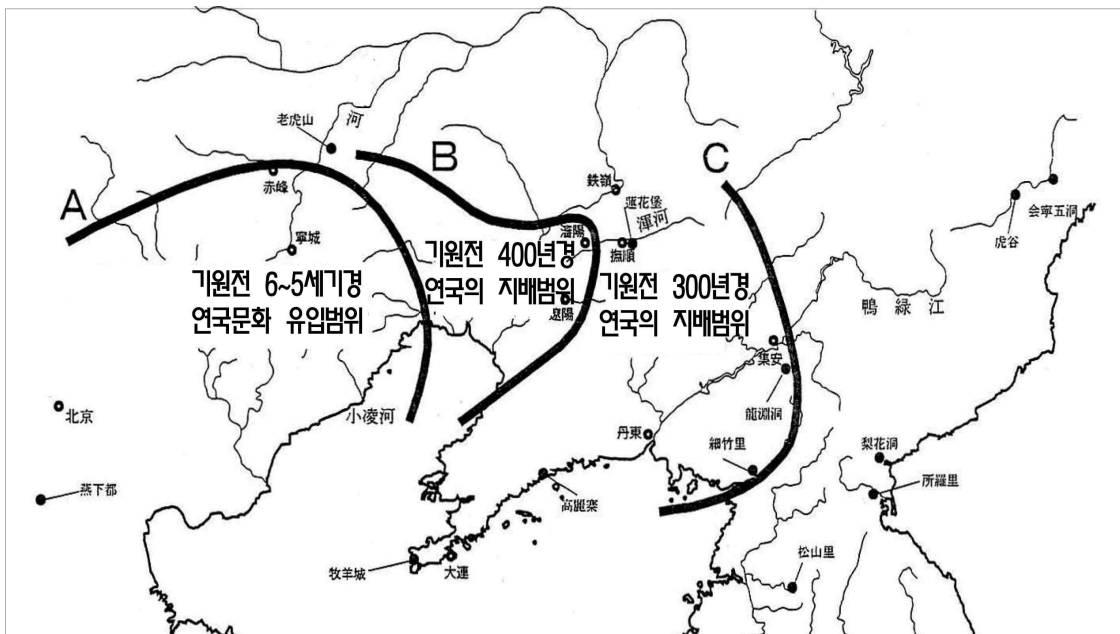 老虎山
河
B
C
A
赤峰
鉄嶺
蓮花堡
渾河
瀋陽
撫順
会寧五洞
虎谷
寧城
기원전 6~5세기경
연국문화 유입범위
기원전 400년경
연국의 지배범위
遼陽
기원전 300년경
연국의 지배범위
鴨緑江
集安
龍淵洞
北京
小凌河
丹東
細竹里
梨花洞
所羅里
燕下都
高麗寨
牧羊城
大連
松山里